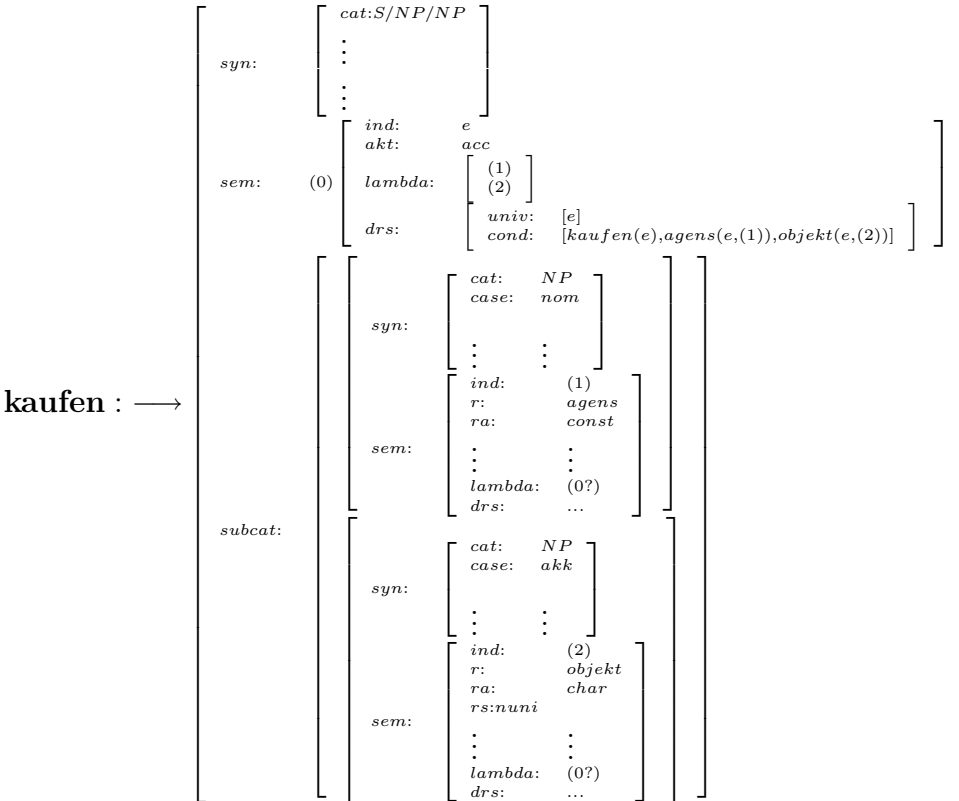 cat:S/NP/NP
syn:
ind: e
akt: acc
sem: (0) lambda: (1)
(2)
drs: univ: [e]
cond: [kaufen(e),agens(e,(1)),objekt(e,(2))]
cat: NP
case: nom
syn:
ind: (1)
r: agens
kaufen : ⟶
ra: const
sem:
lambda: (0?)
drs: ...
subcat:
cat: NP
case: akk
syn:
ind: (2)
r: objekt
ra: char
rs:nuni
sem:
lambda: (0?)
drs: ...